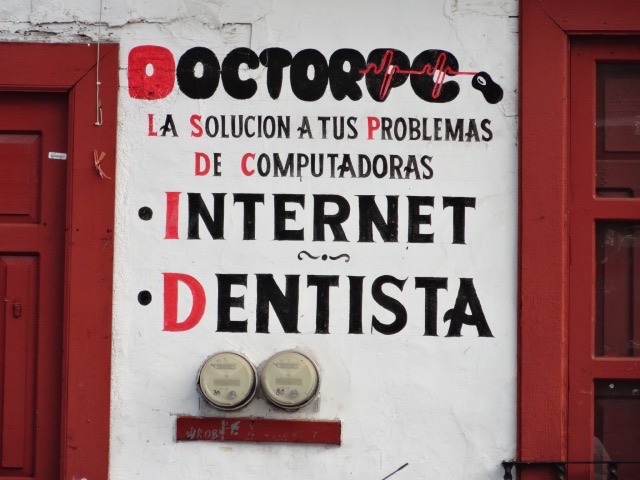 DOCTORPC
LA SOLUCION A TUS PROBLEMAS
DE COMPUTADORAS
• INTERNET
• DENTISTA